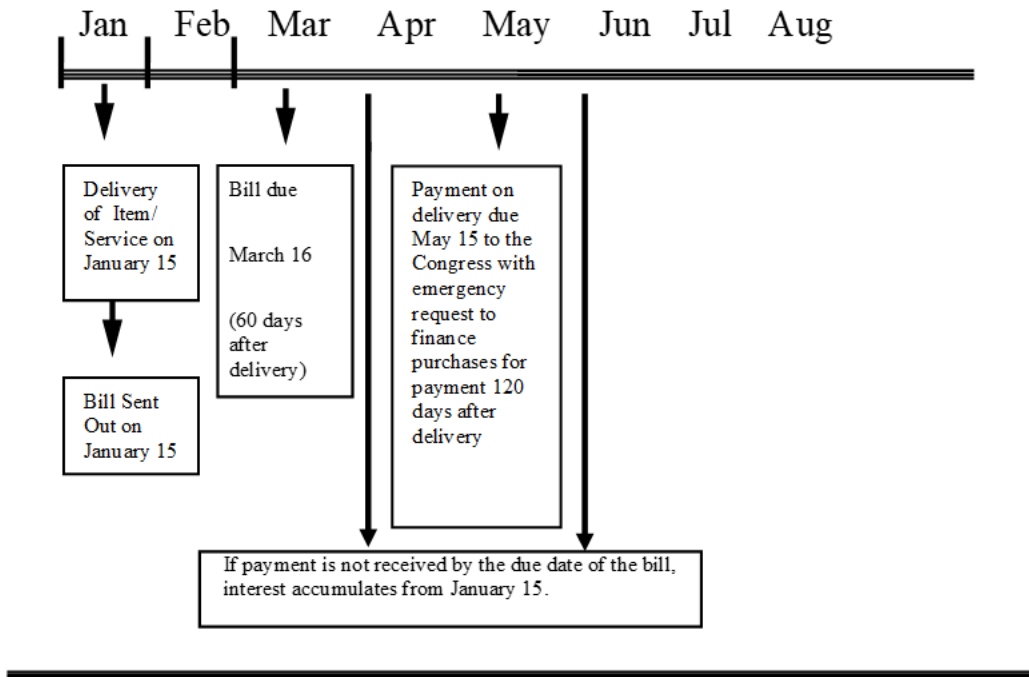 Jan Feb Mar Apr May Jun Jul Aug
Delivery
of Item/
Service on
January 15
Bill Sent
Out on
January 15
Bill due
March 16
(60 days
after
delivery)
Payment on
delivery due
May 15 to the
Congress with
emergency
request to
finance
purchases for
payment 120
days after
delivery
If payment is not received by the due date of the bill,
interest accumulates from January 15.